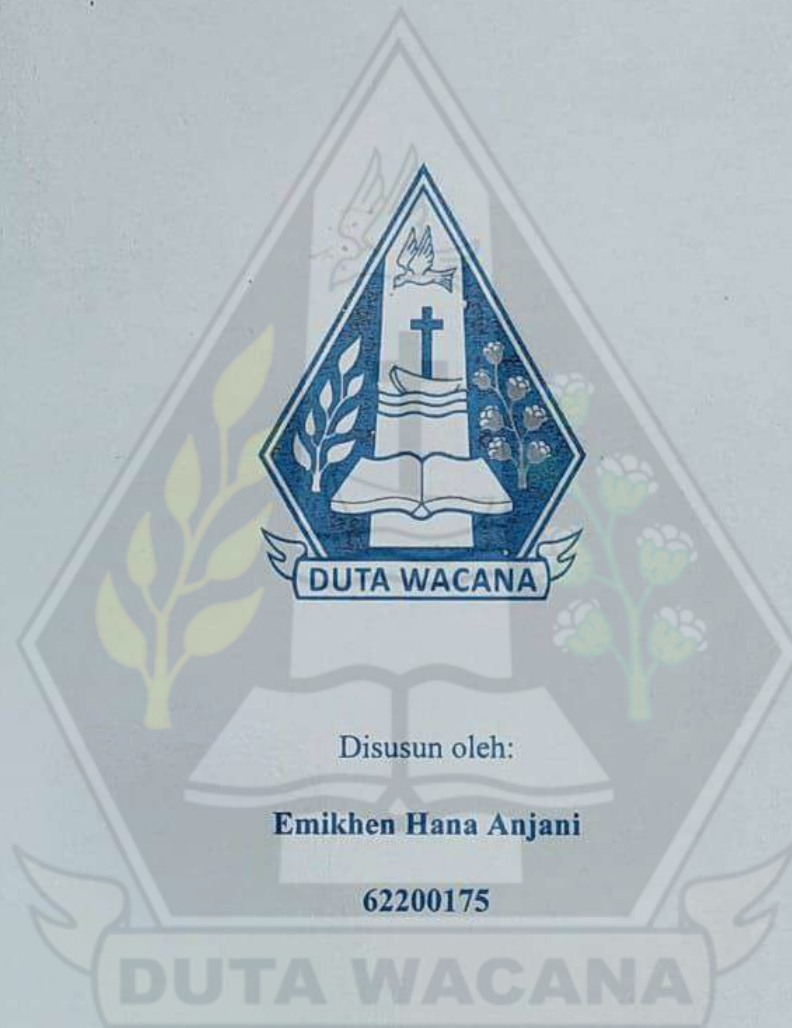 DUTA WACANA
Disusun oleh:
Emikhen Hana Anjani
62200175
DUTA WACANA